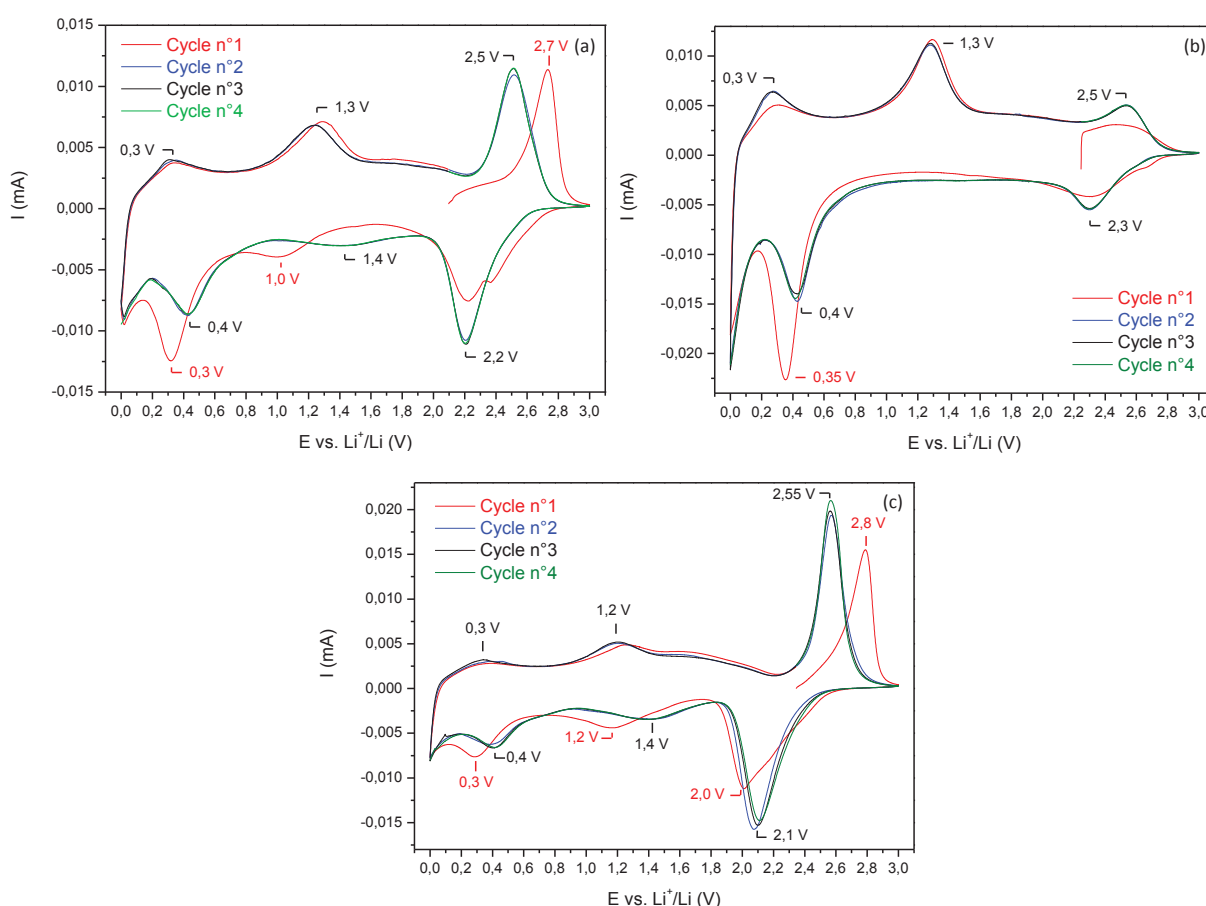 (a)
Cycle n°1
Cycle n°2
Cycle n°3
Cycle n°4
0,3 V
1,3 V
2,5 V
2,7 V
1,0 V
1,4 V
0,4 V
0,3 V
2,2 V
0,015
0,010
0,005
0,000
-0,005
-0,010
-0,015
I (mA)
0,0 0,2 0,4 0,6 0,8 1,0 1,2 1,4 1,6 1,8 2,0 2,2 2,4 2,6 2,8 3,0
E vs. Li⁺/Li (V)
(b)
0,3 V
1,3 V
2,5 V
2,3 V
0,4 V
0,35 V
Cycle n°1
Cycle n°2
Cycle n°3
Cycle n°4
0,010
0,005
0,000
-0,005
-0,010
-0,015
-0,020
I (mA)
0,0 0,2 0,4 0,6 0,8 1,0 1,2 1,4 1,6 1,8 2,0 2,2 2,4 2,6 2,8 3,0
E vs. Li⁺/Li (V)
(c)
Cycle n°1
Cycle n°2
Cycle n°3
Cycle n°4
2,55 V
2,8 V
0,3 V
1,2 V
0,4 V
0,3 V
1,2 V
1,4 V
2,0 V
2,1 V
0,020
0,015
0,010
0,005
0,000
-0,005
-0,010
-0,015
I (mA)
0,0 0,2 0,4 0,6 0,8 1,0 1,2 1,4 1,6 1,8 2,0 2,2 2,4 2,6 2,8 3,0
E vs. Li⁺/Li (V)